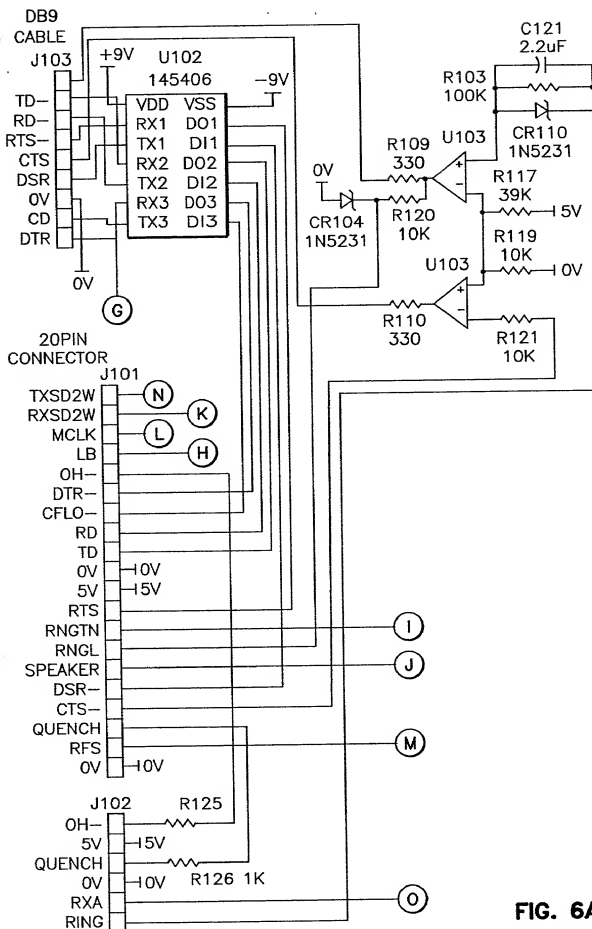 DB9
CABLE
J103
TD-
RD-
RTS-
CTS
DSR
0V
CD
DTR
0V
G
+9V
U102
145406
-9V
VDD VSS
RX1 DO1
TX1 DI1
RX2 DO2
TX2 DI2
RX3 DO3
TX3 DI3
C121
2.2uF
R103
100K
CR110
1N5231
U103
+
-
R109
330
0V
CR104
1N5231
R120
10K
R117
39K
5V
R119
10K
0V
U103
+
-
R110
330
R121
10K
20PIN
CONNECTOR
J101
TXSD2W N
RXSD2W K
MCLK L
LB H
OH-
DTR-
CFLO-
RD
TD
0V 0V
5V 5V
RTS
RNGTN I
RNGL
SPEAKER J
DSR-
CTS-
QUENCH
RFS M
0V 0V
J102
OH- R125
5V 5V
QUENCH
0V 0V R126 1K
RXA O
RING
FIG. 6A